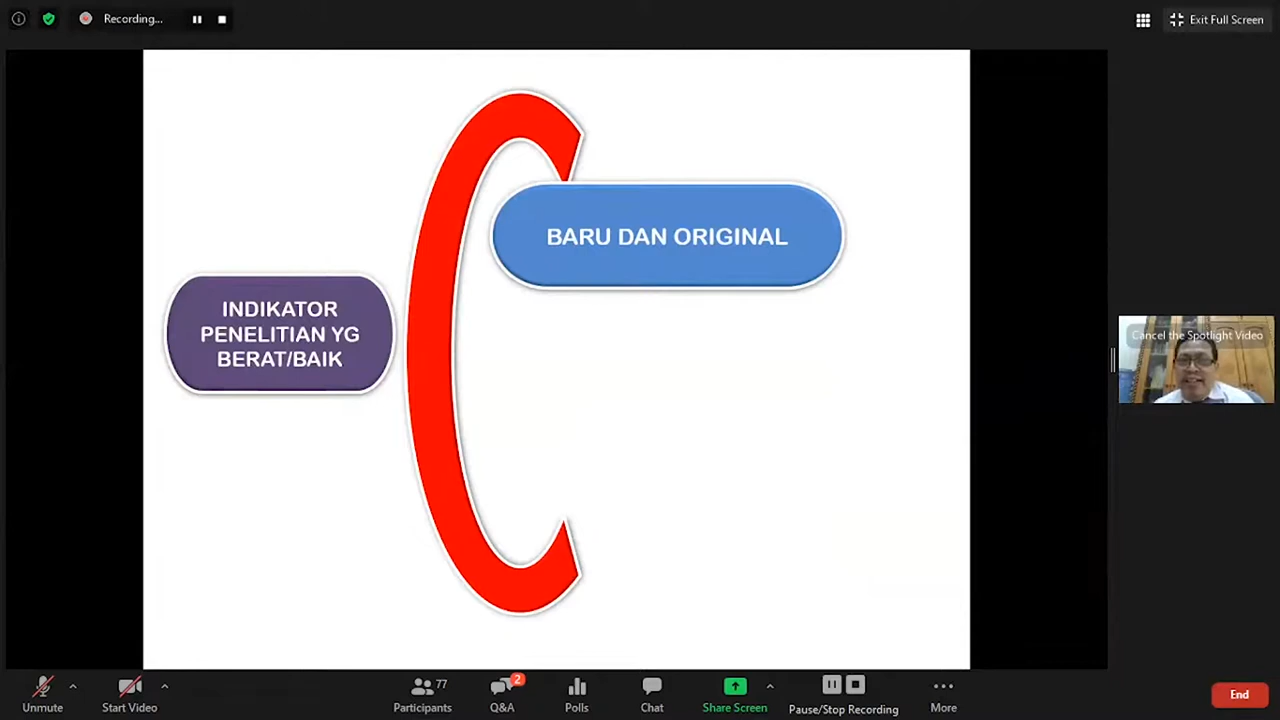 Recording...
Exit Full Screen
BARU DAN ORIGINAL
INDIKATOR
PENELITIAN YG
BERAT/BAIK
Cancel the Spotlight Video
Unmute
Start Video
77
Participants
2
Q&A
Polls
Chat
Share Screen
Pause/Stop Recording
More
End